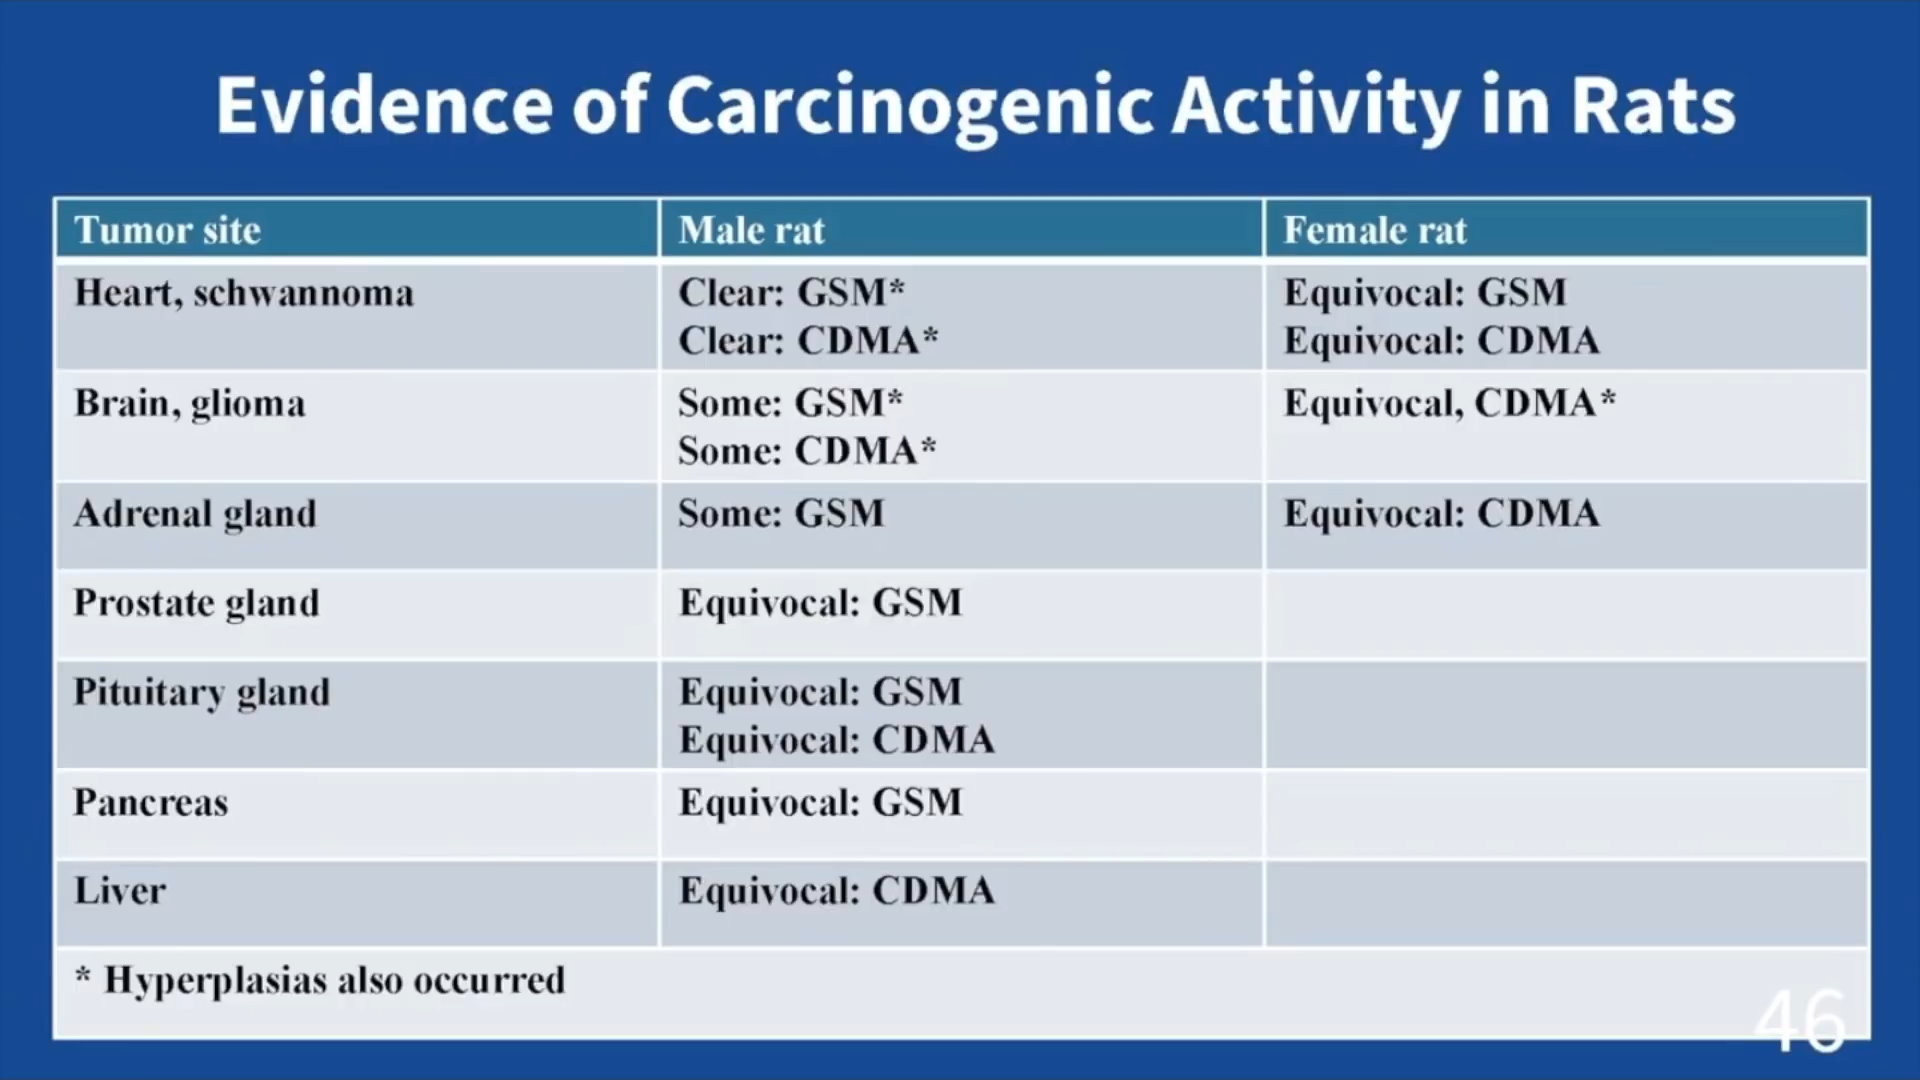 Evidence of Carcinogenic Activity in Rats
Tumor site Male rat Female rat
Heart, schwannoma Clear: GSM* Equivocal: GSM
Clear: CDMA* Equivocal: CDMA
Brain, glioma Some: GSM* Equivocal, CDMA*
Some: CDMA*
Adrenal gland Some: GSM Equivocal: CDMA
Prostate gland Equivocal: GSM
Pituitary gland Equivocal: GSM
Equivocal: CDMA
Pancreas Equivocal: GSM
Liver Equivocal: CDMA
* Hyperplasias also occurred
46